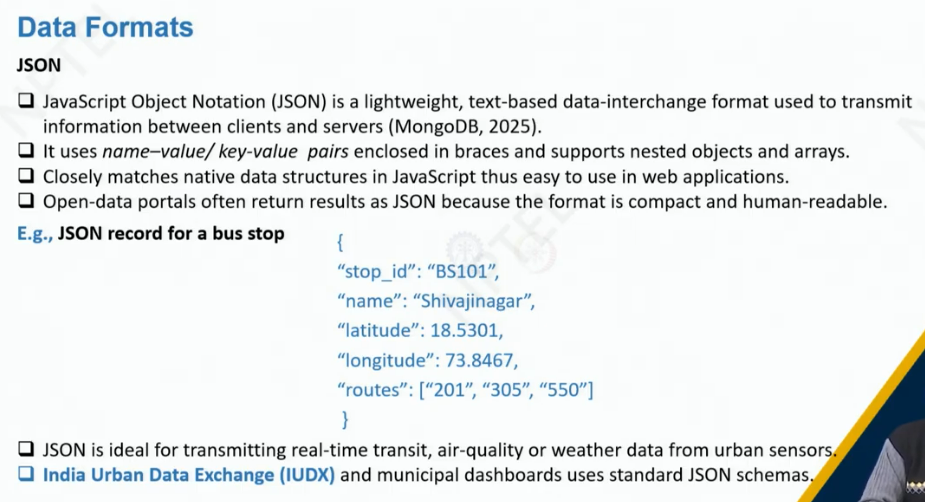 Data Formats
JSON
❑ JavaScript Object Notation (JSON) is a lightweight, text-based data-interchange format used to transmit
information between clients and servers (MongoDB, 2025).
❑ It uses name–value/ key-value pairs enclosed in braces and supports nested objects and arrays.
❑ Closely matches native data structures in JavaScript thus easy to use in web applications.
❑ Open-data portals often return results as JSON because the format is compact and human-readable.
E.g., JSON record for a bus stop
{
“stop_id”: “BS101”,
“name”: “Shivajinagar”,
“latitude”: 18.5301,
“longitude”: 73.8467,
“routes”: [“201”, “305”, “550”]
}
❑ JSON is ideal for transmitting real-time transit, air-quality or weather data from urban sensors.
❑ India Urban Data Exchange (IUDX) and municipal dashboards uses standard JSON schemas.